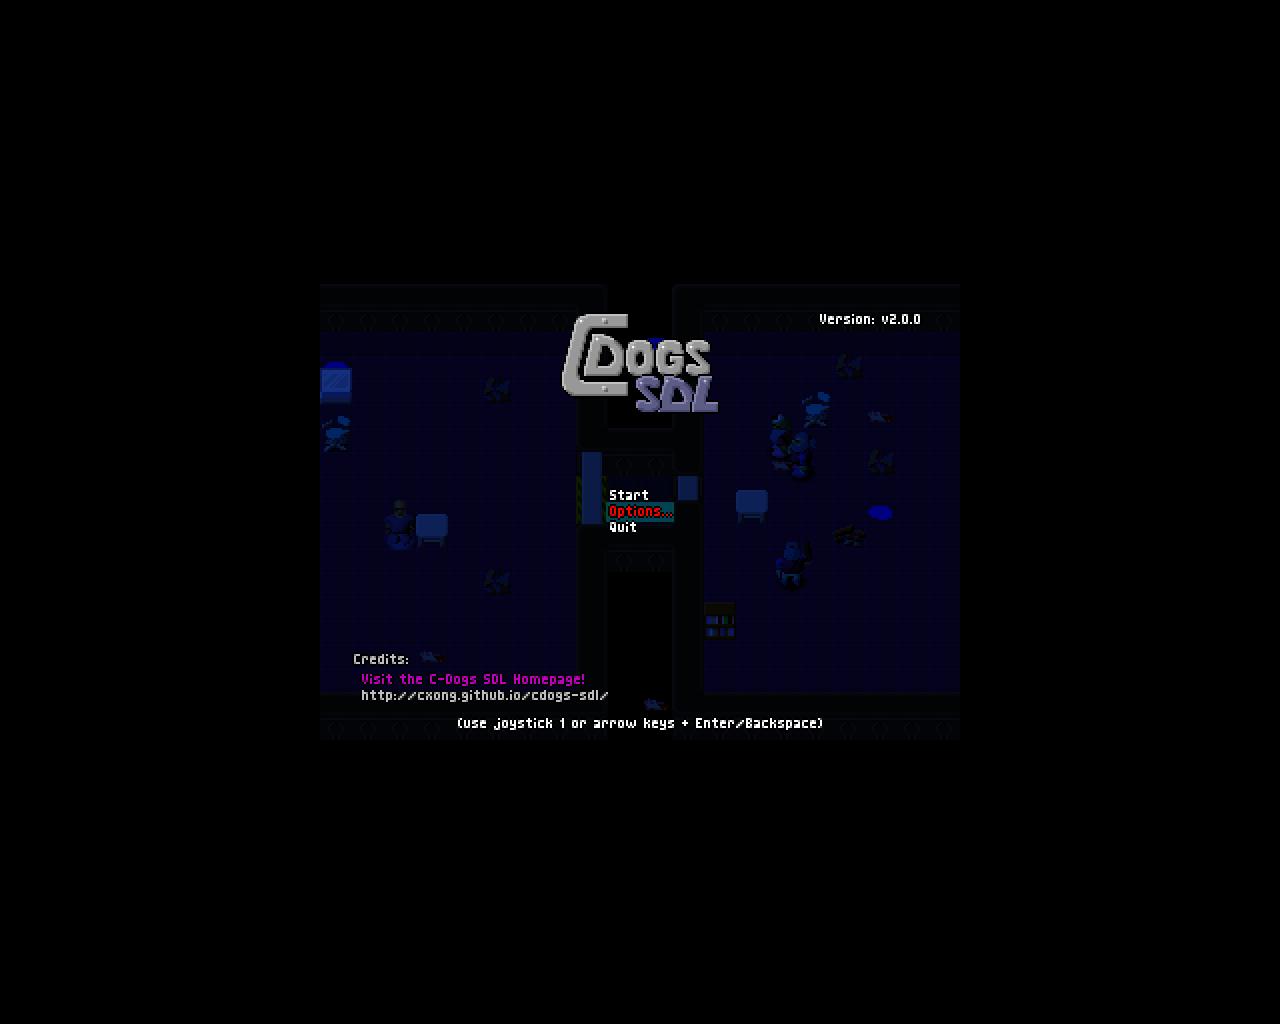 Version: v2.0.0
CDOGS
SDL
Start
Options...
Quit
Credits:
Visit the C-Dogs SDL Homepage!
http://cxong.github.io/cdogs-sdl/
(use joystick 1 or arrow keys + Enter/Backspace)